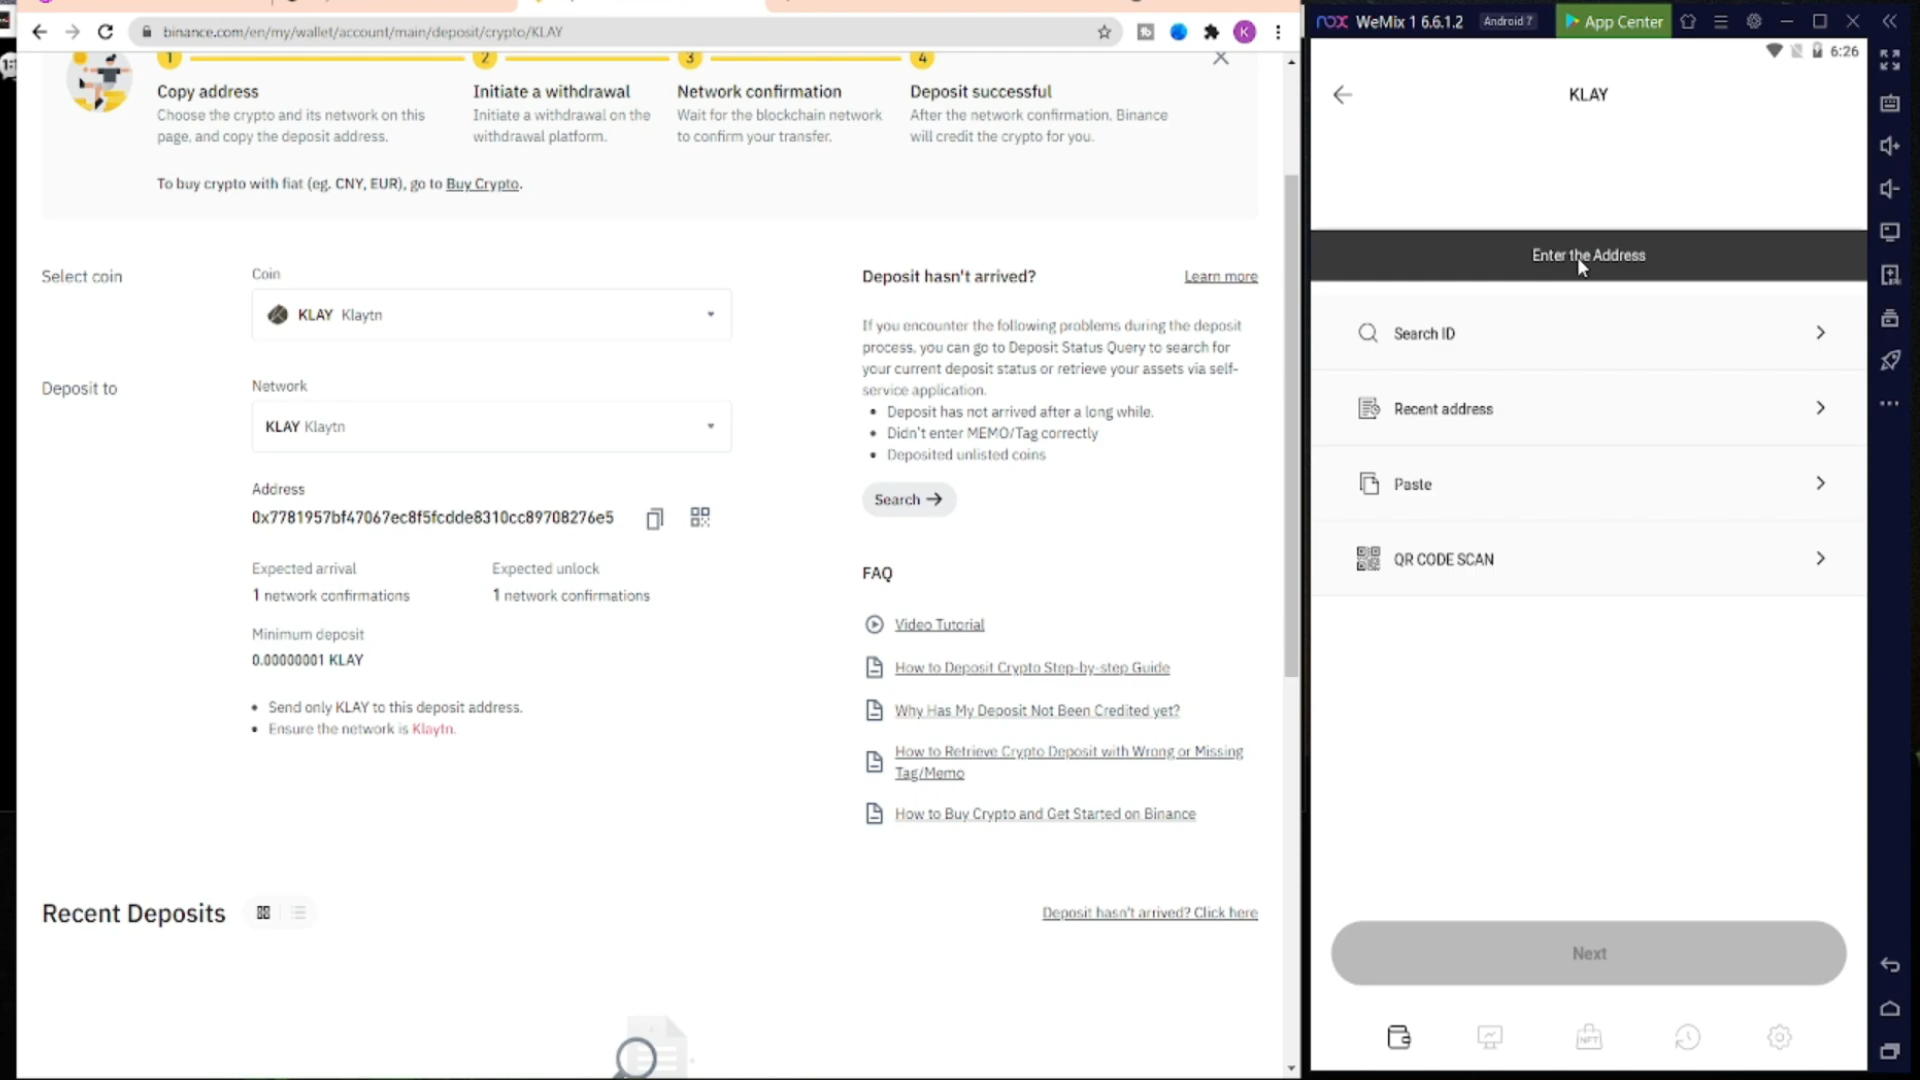 binance.com/en/my/wallet/account/main/deposit/crypto/KLAY
K
1
2
3
4
Copy address
Choose the crypto and its network on this
page, and copy the deposit address.
Initiate a withdrawal
Initiate a withdrawal on the
withdrawal platform.
Network confirmation
Wait for the blockchain network
to confirm your transfer.
Deposit successful
After the network confirmation, Binance
will credit the crypto for you.
To buy crypto with fiat (eg. CNY, EUR), go to Buy Crypto.
Select coin
Coin
KLAY Klaytn
Deposit to
Network
KLAY Klaytn
Address
0x7781957bf47067ec8f5fcdde8310cc89708276e5
Expected arrival
1 network confirmations
Expected unlock
1 network confirmations
Minimum deposit
0.00000001 KLAY
• Send only KLAY to this deposit address.
• Ensure the network is Klaytn.
Deposit hasn't arrived?
Learn more
If you encounter the following problems during the deposit
process, you can go to Deposit Status Query to search for
your current deposit status or retrieve your assets via self-
service application.
• Deposit has not arrived after a long while.
• Didn't enter MEMO/Tag correctly
• Deposited unlisted coins
Search →
FAQ
Video Tutorial
How to Deposit Crypto Step-by-step Guide
Why Has My Deposit Not Been Credited yet?
How to Retrieve Crypto Deposit with Wrong or Missing
Tag/Memo
How to Buy Crypto and Get Started on Binance
Recent Deposits
Deposit hasn't arrived? Click here
nox WeMix 1 6.6.1.2 Android 7 App Center
6:26
KLAY
Enter the Address
Search ID
Recent address
Paste
QR CODE SCAN
Next
NFT